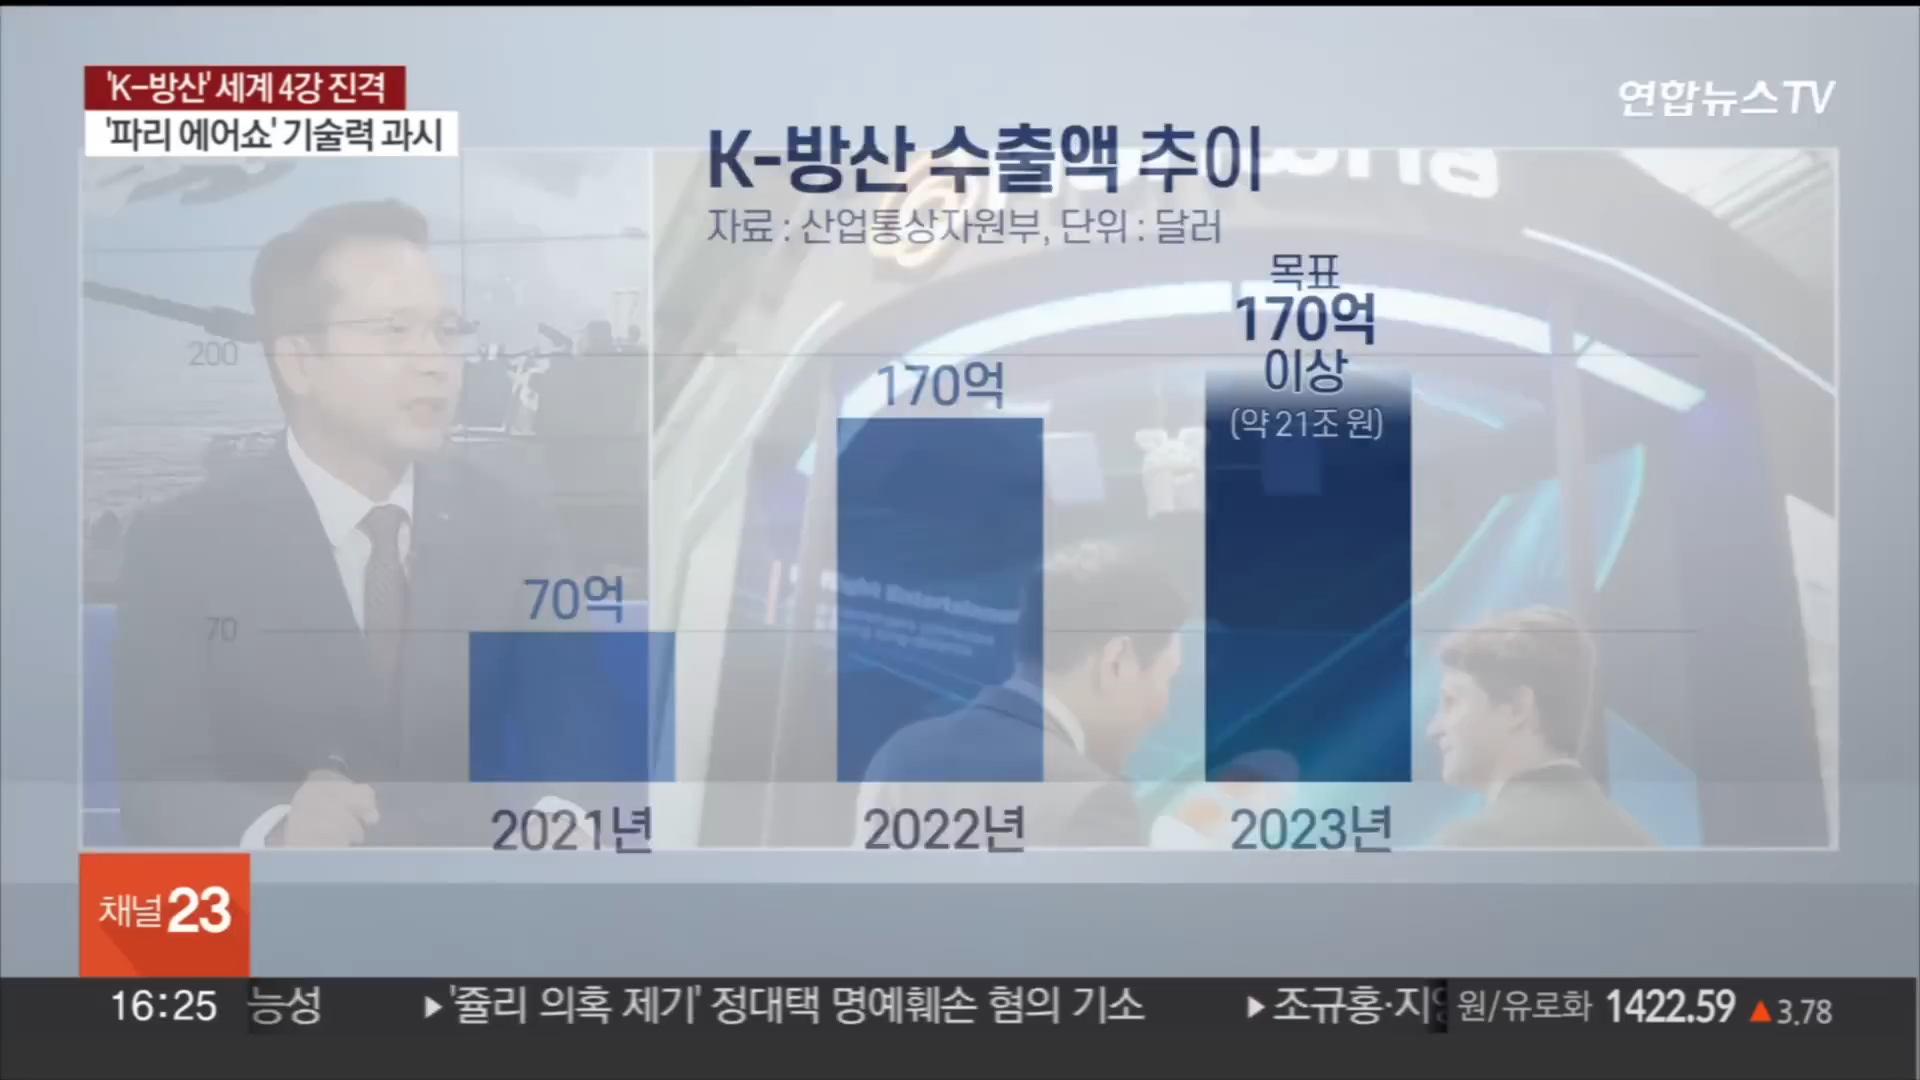 'K-방산' 세계 4강 진격
'파리 에어쇼' 기술력 과시
연합뉴스TV
K-방산 수출액 추이
자료 : 산업통상자원부, 단위 : 달러
목표
170억
이상
(약 21조 원)
200
170억
70억
70
2021년
2022년
2023년
채널 23
16:25
능성
▶'쥴리 의혹 제기' 정대택 명예훼손 혐의 기소
▶조규홍·지
원/유로화 1422.59 ▲3.78